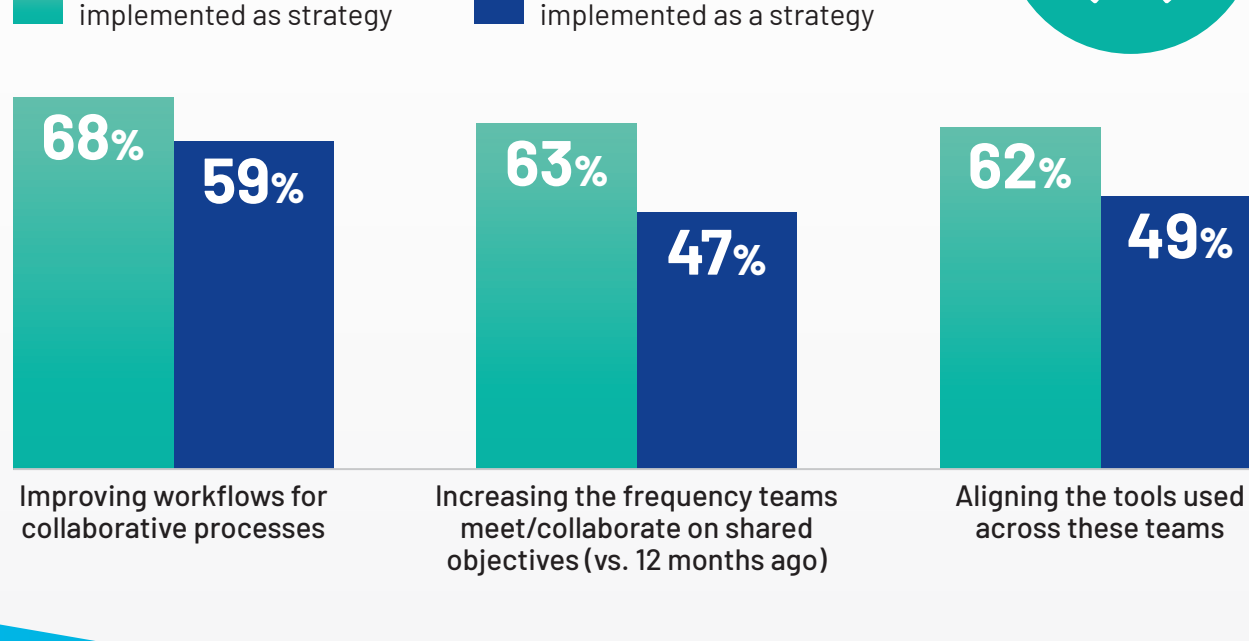 implemented as strategy
implemented as a strategy
68%
59%
63%
47%
62%
49%
Improving workflows for
collaborative processes
Increasing the frequency teams
meet/collaborate on shared
objectives (vs. 12 months ago)
Aligning the tools used
across these teams